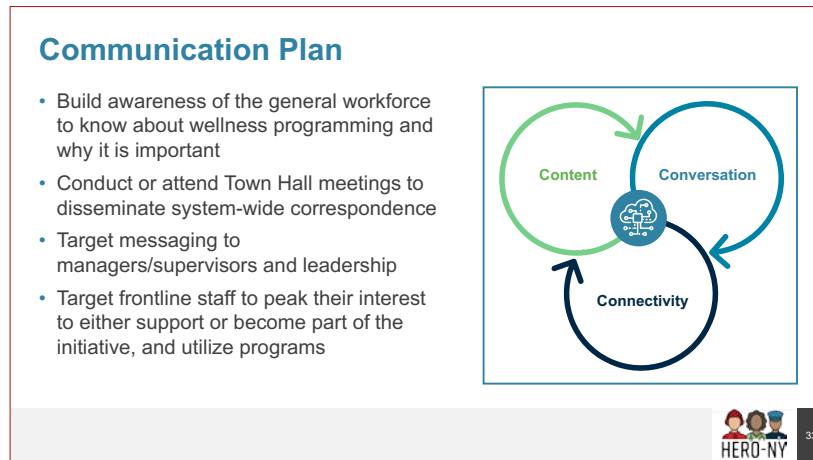 Communication Plan
• Build awareness of the general workforce
to know about wellness programming and
why it is important
• Conduct or attend Town Hall meetings to
disseminate system-wide correspondence
• Target messaging to
managers/supervisors and leadership
• Target frontline staff to peak their interest
to either support or become part of the
initiative, and utilize programs
Content
Conversation
Connectivity
HERO-NY